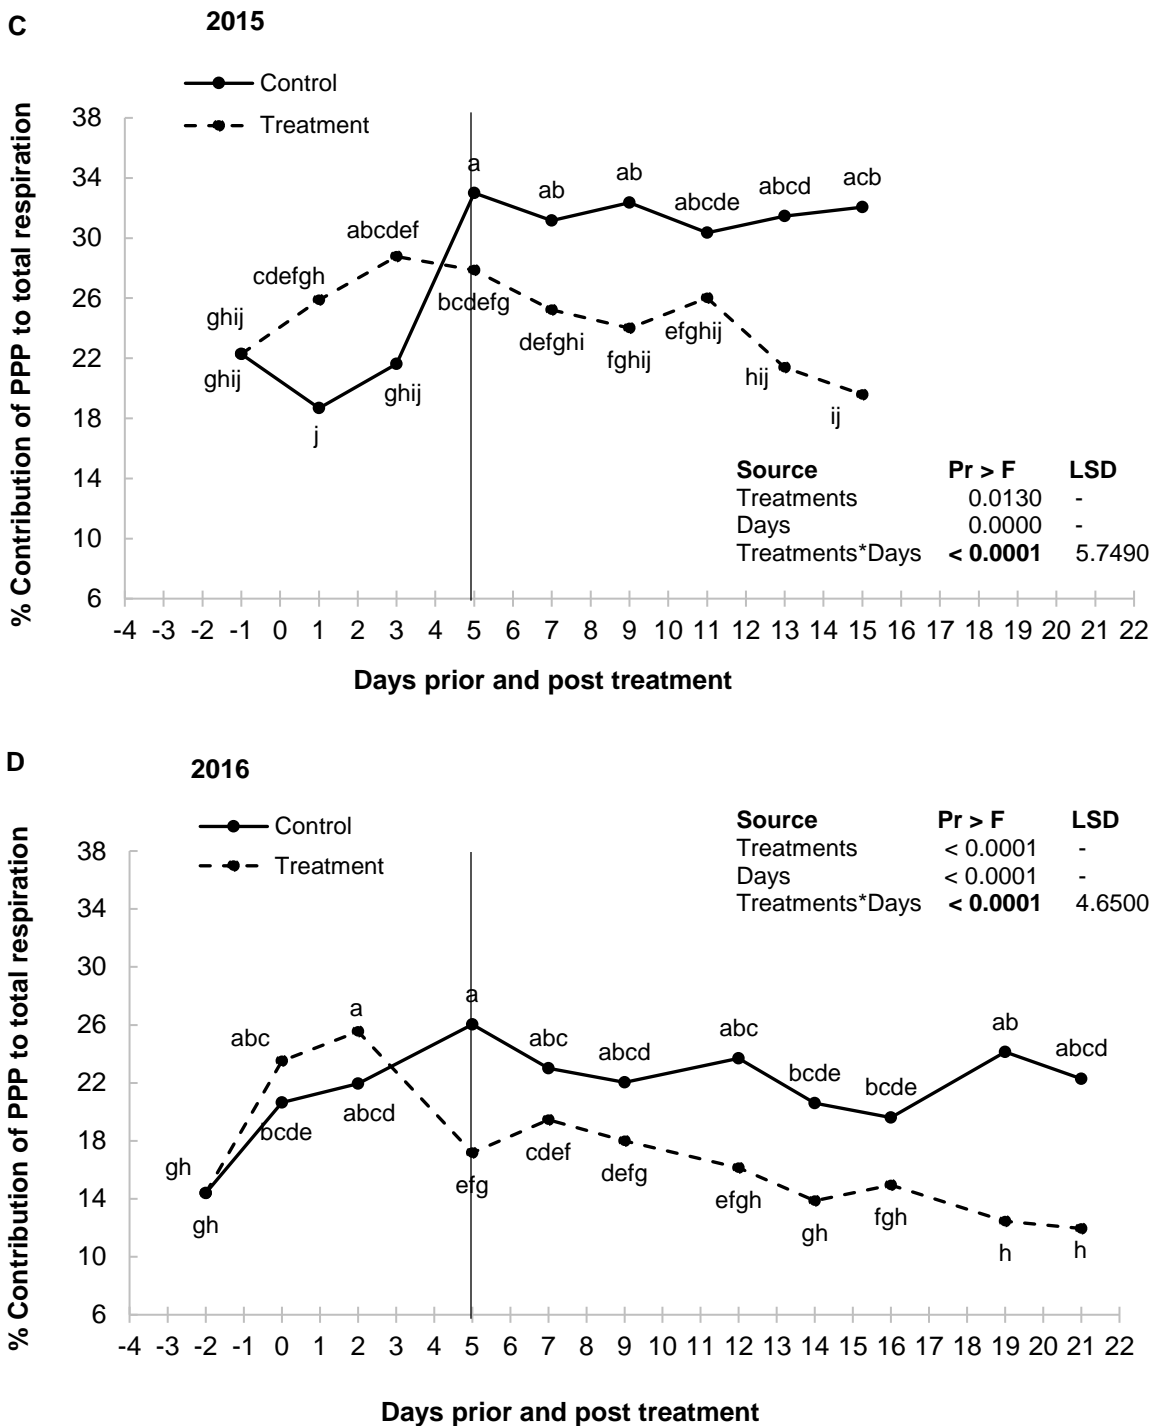 C
2015
Control
Treatment
% Contribution of PPP to total respiration
38
34
30
26
22
18
14
10
6
a
ab
ab
abcde
abcd
acb
abcdef
cdefgh
ghij
bcdefg
defghi
fghij
efghij
hij
ij
ghij
j
ghij
Source Pr > F LSD
Treatments 0.0130 -
Days 0.0000 -
Treatments*Days < 0.0001 5.7490
-4 -3 -2 -1 0 1 2 3 5 6 7 8 9 10 11 12 13 14 15 16 17 18 19 20 21 22
Days prior and post treatment
D
2016
Control
Treatment
Source Pr > F LSD
Treatments < 0.0001 -
Days < 0.0001 -
Treatments*Days < 0.0001 4.6500
% Contribution of PPP to total respiration
38
34
30
26
22
18
14
10
6
a
a
abc
abc
abcd
abc
bcde
bcde
ab
abcd
bcde
abcd
gh
gh
efg
cdef
defg
efgh
gh
fgh
h
h
-4 -3 -2 -1 0 1 2 3 4 5 6 7 8 9 10 11 12 13 14 15 16 17 18 19 20 21 22
Days prior and post treatment